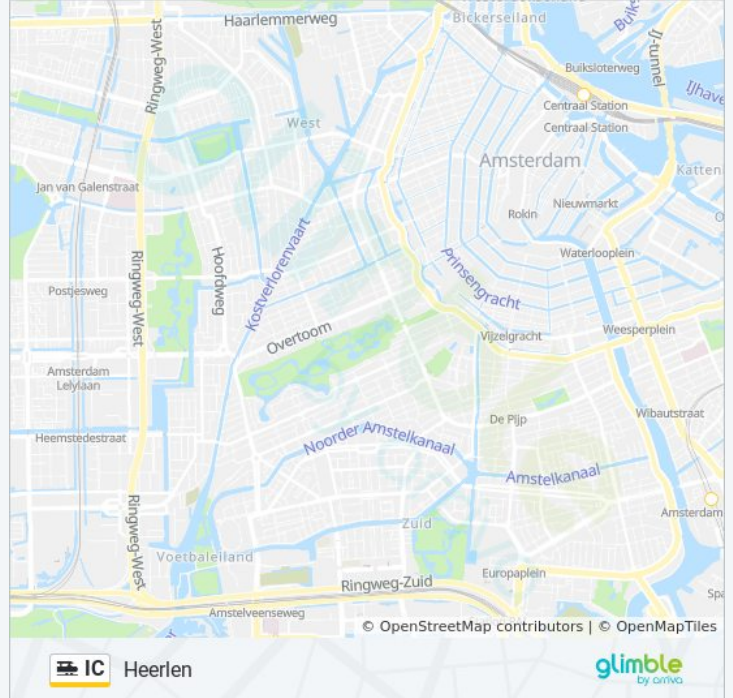 Haarlemmerweg
Bickerseiland
Buiks
IJ-tunnel
Ringweg-West
Buiksloterweg
IJhave
Centraal Station
Centraal Station
West
Amsterdam
Katten
Jan van Galenstraat
Nieuwmarkt
Rokin
Waterlooplein
Kostverlorenvaart
Hoofdweg
Ringweg-West
Prinsengracht
Postjesweg
Overtoom
Vijzelgracht
Weesperplein
Amsterdam
Lelylaan
De Pijp
Wibautstraat
Heemstedestraat
Noorder Amstelkanaal
Amstelkanaal
Ringweg-West
Amsterdam
Zuid
Voetbaleiland
Europaplein
Ringweg-Zuid
Spa
Amstelveenseweg
© OpenStreetMap contributors | © OpenMapTiles
IC Heerlen
glimble
by arriva